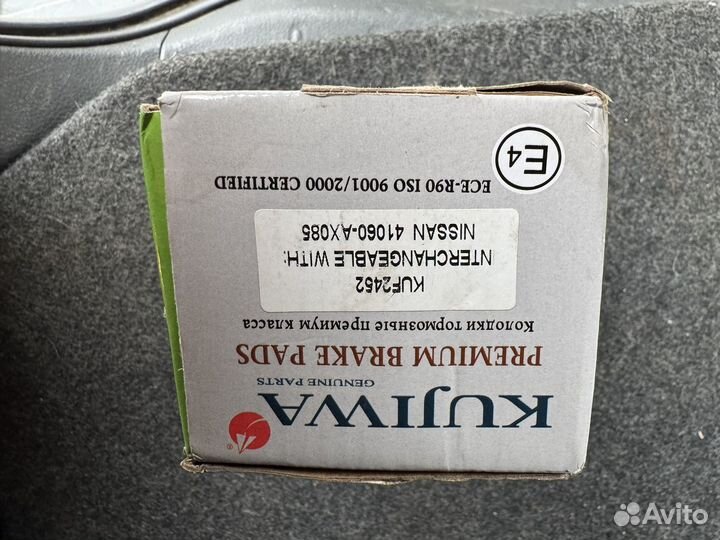 KUJIWA
GENUINE PARTS
PREMIUM BRAKE PADS
Колодки тормозные премиум класса
KUF2452
NTERCHANGEABLE WITH:
NISSAN 41060-AX085
ECE-R90 ISO 9001/2000 CERTIFIED
E4
Avito